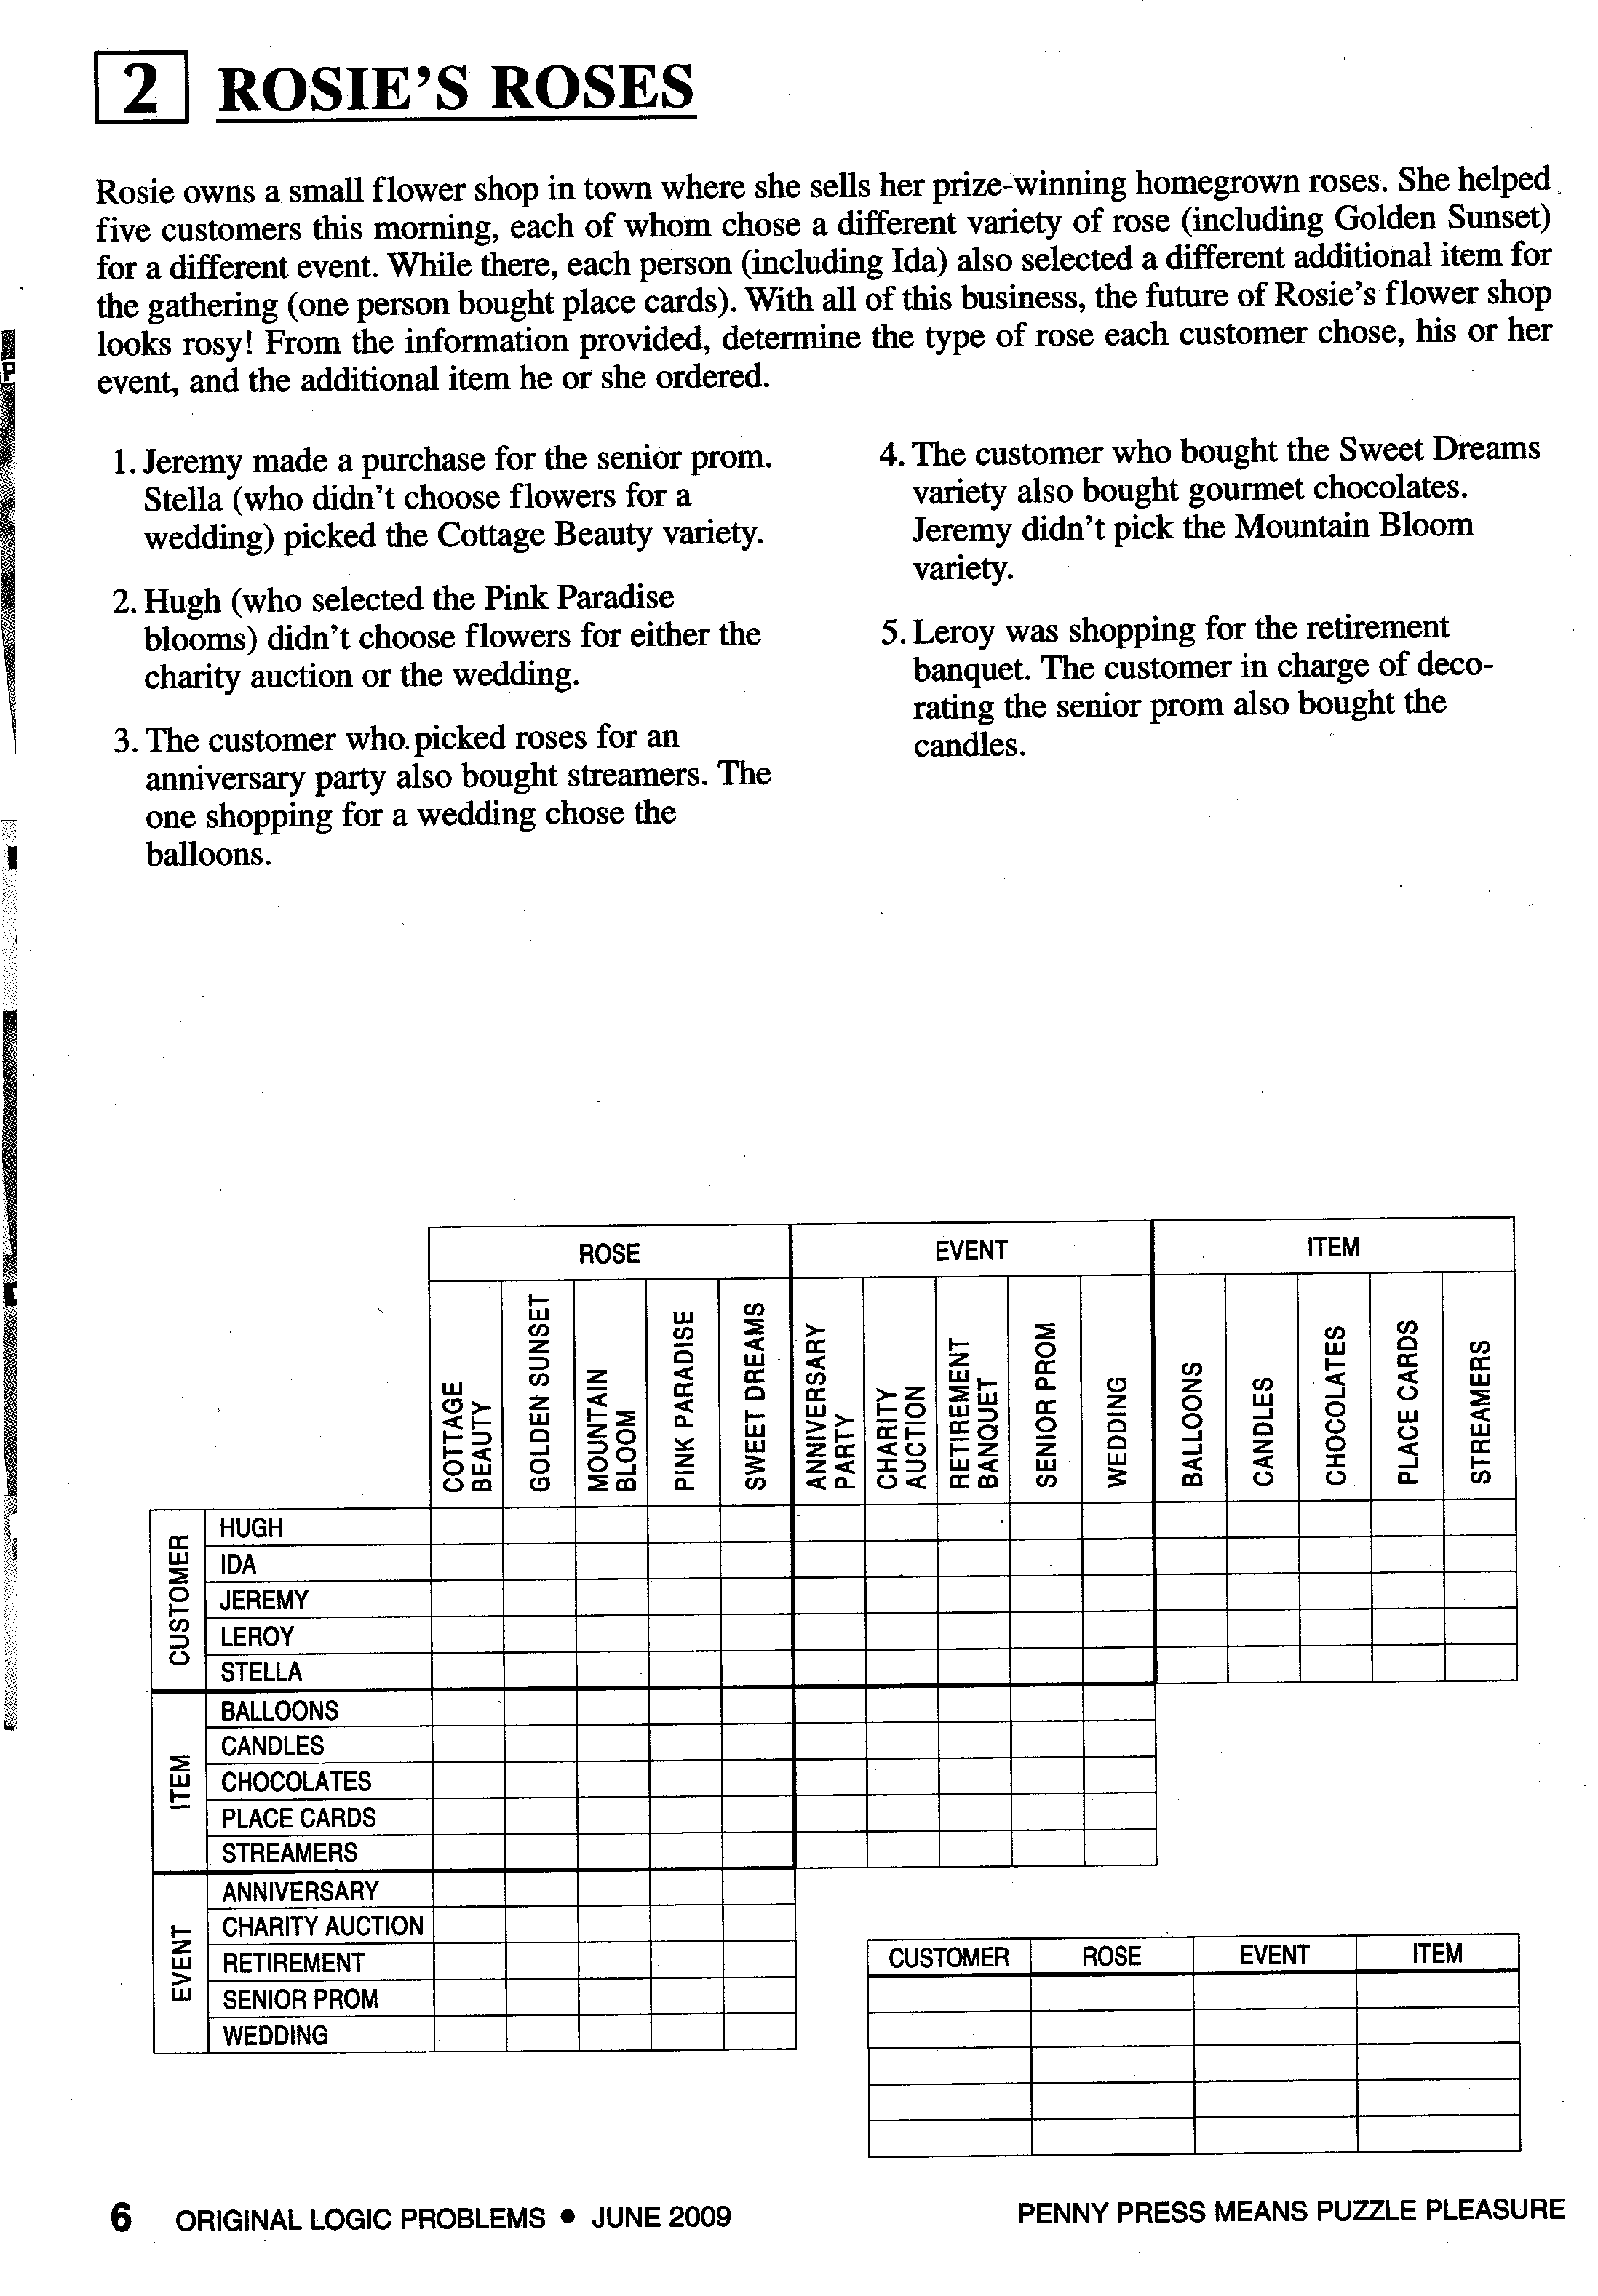 2 ROSIE'S ROSES
Rosie owns a small flower shop in town where she sells her prize-winning homegrown roses. She helped
five customers this morning, each of whom chose a different variety of rose (including Golden Sunset)
for a different event. While there, each person (including Ida) also selected a different additional item for
the gathering (one person bought place cards). With all of this business, the future of Rosie's flower shop
looks rosy! From the information provided, determine the type of rose each customer chose, his or her
event, and the additional item he or she ordered.
1. Jeremy made a purchase for the senior prom.
Stella (who didn't choose flowers for a
wedding) picked the Cottage Beauty variety.
2. Hugh (who selected the Pink Paradise
blooms) didn't choose flowers for either the
charity auction or the wedding.
3. The customer who picked roses for an
anniversary party also bought streamers. The
one shopping for a wedding chose the
balloons.
4. The customer who bought the Sweet Dreams
variety also bought gourmet chocolates.
Jeremy didn't pick the Mountain Bloom
variety.
5. Leroy was shopping for the retirement
banquet. The customer in charge of deco-
rating the senior prom also bought the
candles.
ROSE EVENT ITEM
COTTAGE
BEAUTY
GOLDEN SUNSET
MOUNTAIN
BLOOM
PINK PARADISE
SWEET DREAMS
ANNIVERSARY
PARTY
CHARITY
AUCTION
RETIREMENT
BANQUET
SENIOR PROM
WEDDING
BALLOONS
CANDLES
CHOCOLATES
PLACE CARDS
STREAMERS
CUSTOMER
HUGH
IDA
JEREMY
LEROY
STELLA
ITEM
BALLOONS
CANDLES
CHOCOLATES
PLACE CARDS
STREAMERS
EVENT
ANNIVERSARY
CHARITY AUCTION
RETIREMENT
SENIOR PROM
WEDDING
CUSTOMER ROSE EVENT ITEM
6 ORIGINAL LOGIC PROBLEMS • JUNE 2009
PENNY PRESS MEANS PUZZLE PLEASURE